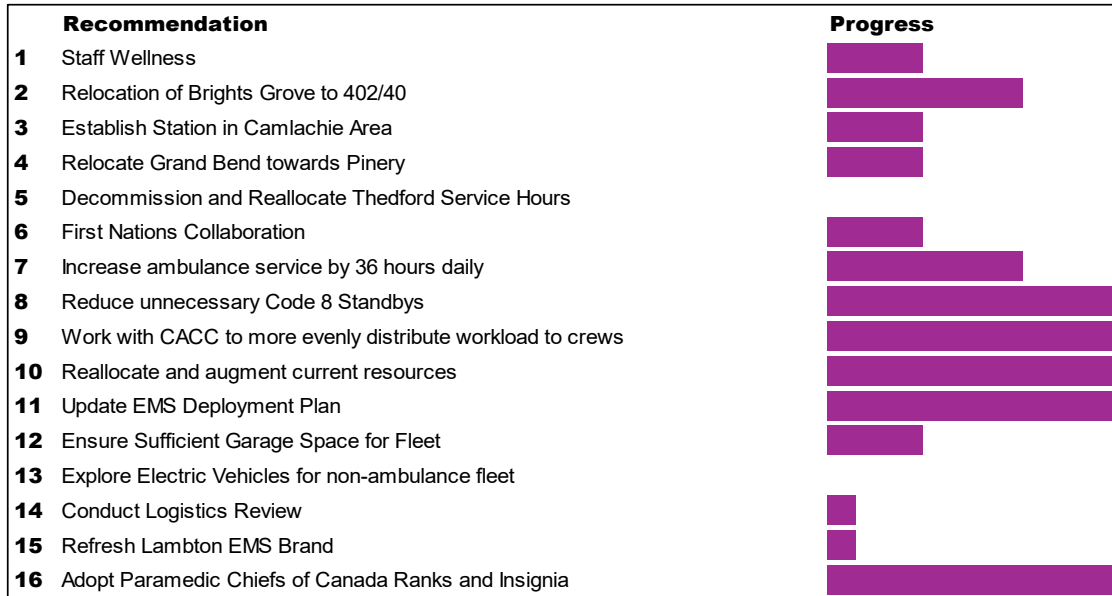 Recommendation Progress
1 Staff Wellness
2 Relocation of Brights Grove to 402/40
3 Establish Station in Camlachie Area
4 Relocate Grand Bend towards Pinery
5 Decommission and Reallocate Thedford Service Hours
6 First Nations Collaboration
7 Increase ambulance service by 36 hours daily
8 Reduce unnecessary Code 8 Standbys
9 Work with CACC to more evenly distribute workload to crews
10 Reallocate and augment current resources
11 Update EMS Deployment Plan
12 Ensure Sufficient Garage Space for Fleet
13 Explore Electric Vehicles for non-ambulance fleet
14 Conduct Logistics Review
15 Refresh Lambton EMS Brand
16 Adopt Paramedic Chiefs of Canada Ranks and Insignia